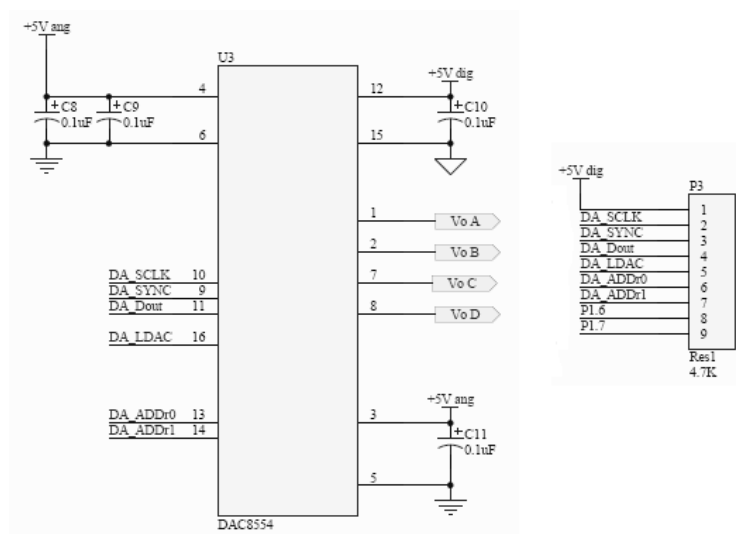 +5V ang
U3
4
12
+5V dig
C8
0.1uF
C9
0.1uF
C10
0.1uF
6
15
1
Vo A
2
Vo B
7
Vo C
8
Vo D
DA_SCLK 10
DA_SYNC 9
DA_Dout 11
DA_LDAC 16
DA_ADDr0 13
DA_ADDr1 14
+5V ang
3
C11
0.1uF
5
DAC8554
+5V dig
P3
1
DA_SCLK 2
DA_SYNC 3
DA_Dout 4
DA_LDAC 5
DA_ADDr0 6
DA_ADDr1 7
P1.6 8
P1.7 9
Res1
4.7K